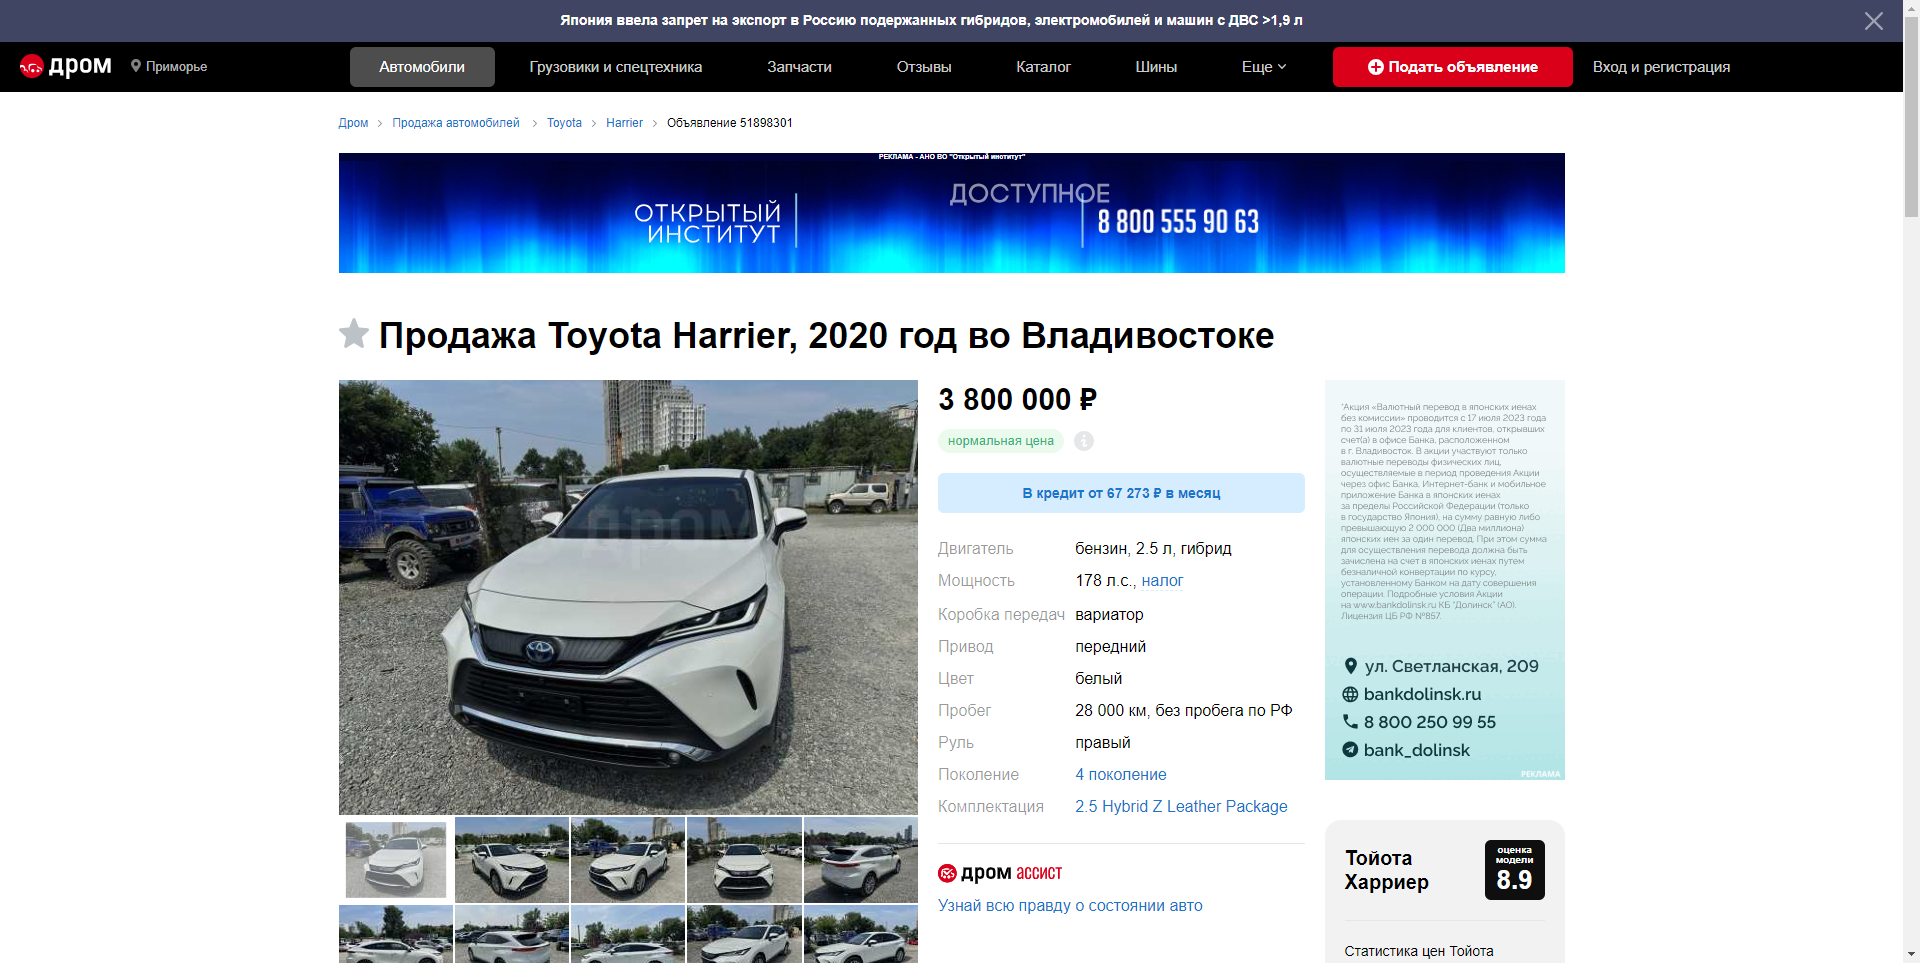 Япония ввела запрет на экспорт в Россию подержанных гибридов, электромобилей и машин с ДВС >1,9 л
дром
Приморье
Автомобили
Грузовики и спецтехника
Запчасти
Отзывы
Каталог
Шины
Еще
Подать объявление
Вход и регистрация
Дром > Продажа автомобилей > Toyota > Harrier > Объявление 51898301
РЕКЛАМА - АНО ВО "Открытый институт"
ОТКРЫТЫЙ
ИНСТИТУТ
ДОСТУПНОЕ
8 800 555 90 63
Продажа Toyota Harrier, 2020 год во Владивостоке
дром
3 800 000 ₽
нормальная цена
В кредит от 67 273 ₽ в месяц
Двигатель бензин, 2.5 л, гибрид
Мощность 178 л.с., налог
Коробка передач вариатор
Привод передний
Цвет белый
Пробег 28 000 км, без пробега по РФ
Руль правый
Поколение 4 поколение
Комплектация 2.5 Hybrid Z Leather Package
дром ассист
Узнай всю правду о состоянии авто
*Акция «Валютный перевод в японских иенах
без комиссии» проводится с 17 июля 2023 года
по 31 июля 2023 года для клиентов, открывших
счет(а) в офисе Банка, расположенном
в г. Владивосток. В акции участвуют только
валютные переводы физических лиц,
осуществляемые в период проведения Акции
через офис Банка, Интернет-банк и мобильное
приложение Банка в японских иенах
за пределы Российской Федерации (только
в государство Япония), на сумму равную либо
превышающую 2 000 000 (Два миллиона)
японских иен за один перевод. При этом сумма
для осуществления перевода должна быть
зачислена на счет в японских иенах путем
безналичной конвертации по курсу,
установленному Банком на дату совершения
операции. Подробные условия Акции
на www.bankdolinsk.ru КБ "Долинск" (АО).
Лицензия ЦБ РФ №857.
ул. Светланская, 209
bankdolinsk.ru
8 800 250 99 55
bank_dolinsk
РЕКЛАМА
Тойота
Харриер
оценка
модели
8.9
Статистика цен Тойота